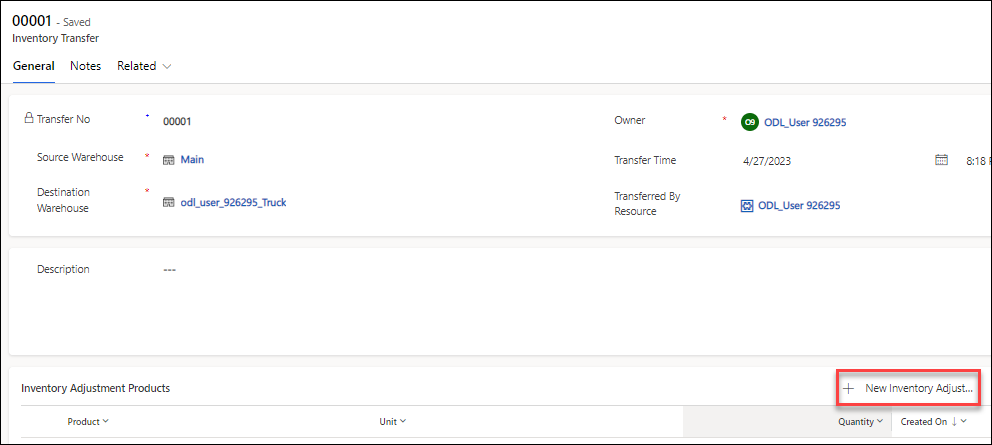 00001 - Saved
Inventory Transfer
General Notes Related
Transfer No * 00001
Owner * O9 ODL_User 926295
Source Warehouse * Main
Transfer Time 4/27/2023 8:18 P
Destination
Warehouse * odl_user_926295_Truck
Transferred By
Resource ODL_User 926295
Description ---
Inventory Adjustment Products
+ New Inventory Adjust...
Product Unit Quantity Created On ↓